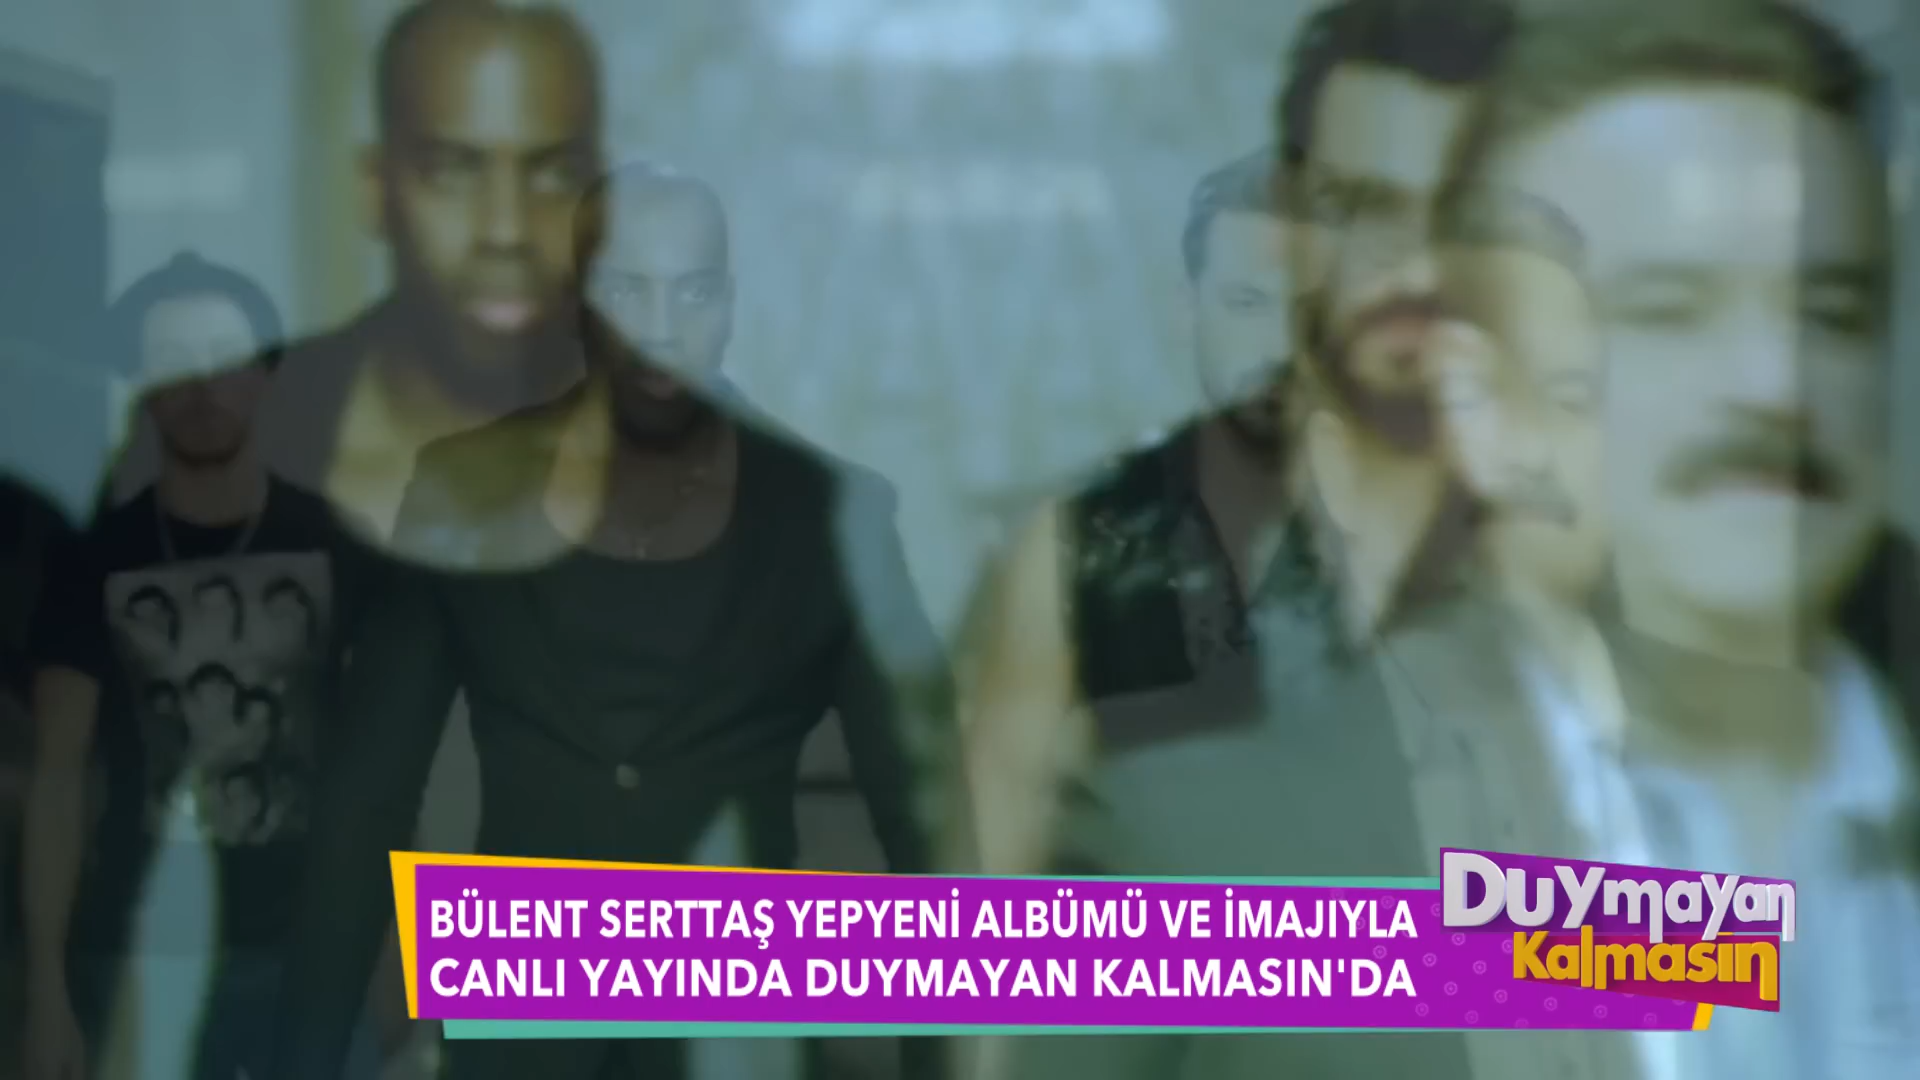 BÜLENT SERTTAŞ YEPYENİ ALBÜMÜ VE İMAJIYLA
CANLI YAYINDA DUYMAYAN KALMASIN'DA
Duymayan
Kalmasın